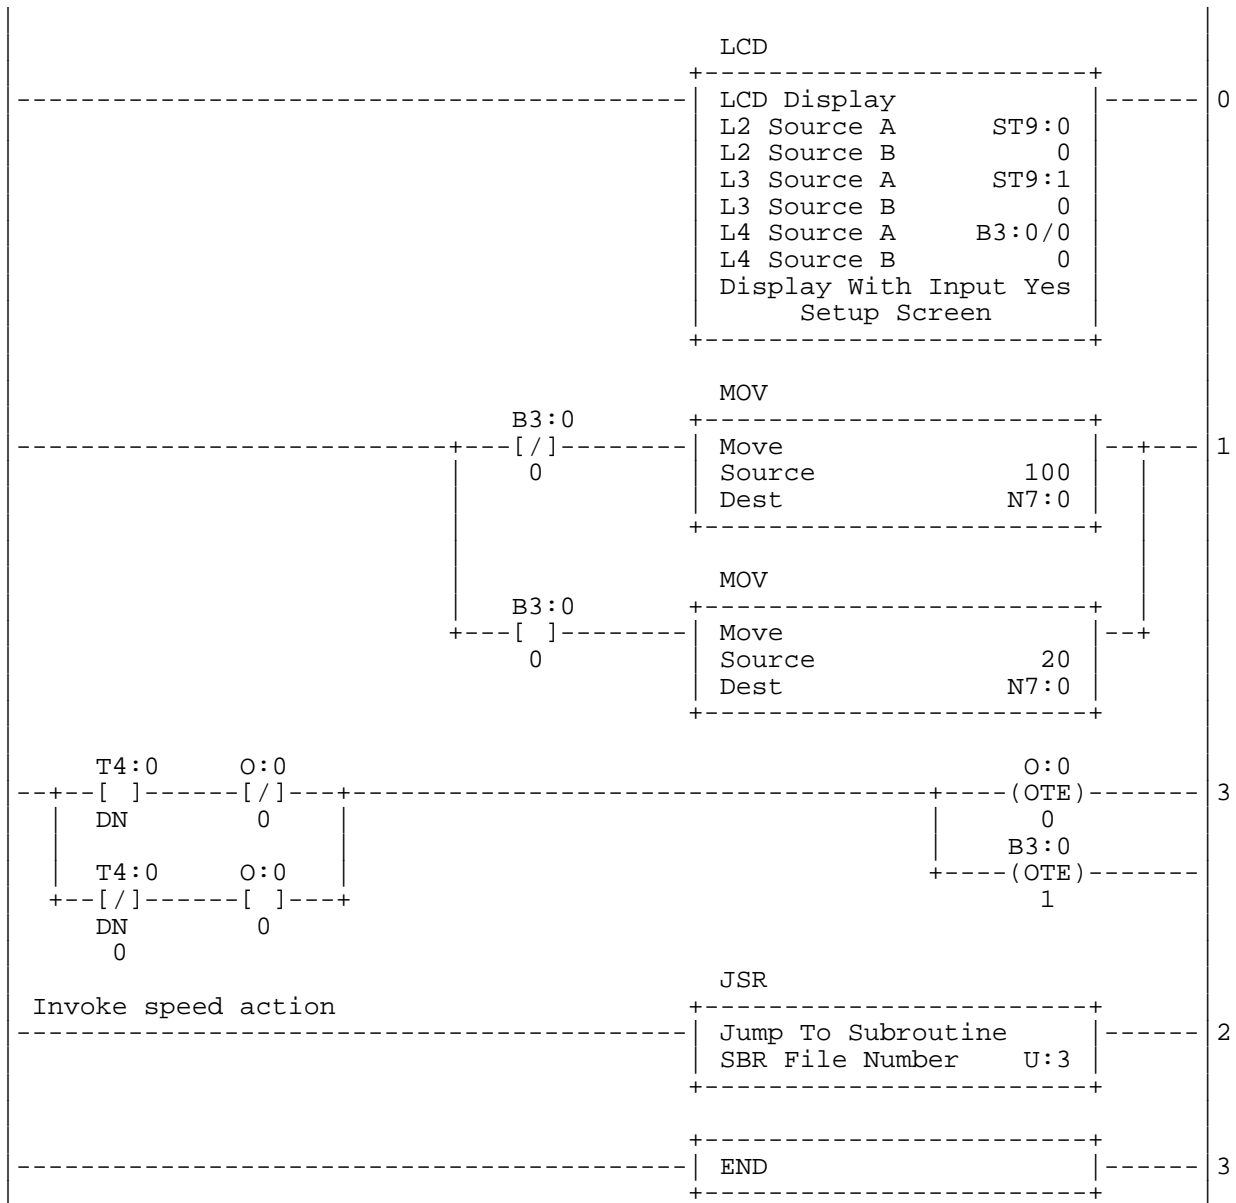 LCD
LCD Display 0
L2 Source A ST9:0
L2 Source B 0
L3 Source A ST9:1
L3 Source B 0
L4 Source A B3:0/0
L4 Source B 0
Display With Input Yes
Setup Screen
MOV
B3:0
[/] Move 1
0 Source 100
Dest N7:0
MOV
B3:0
[ ] Move
0 Source 20
Dest N7:0
T4:0 O:0 O:0
[ ] [/] (OTE) 3
DN 0 0
B3:0
T4:0 O:0 (OTE)
[/] [ ] 1
DN 0
0
JSR
Invoke speed action
Jump To Subroutine 2
SBR File Number U:3
END 3